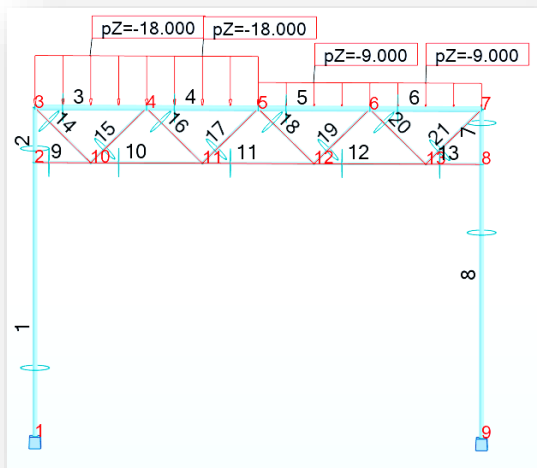 pZ=-18.000 pZ=-18.000
pZ=-9.000 pZ=-9.000
3 3 4 4 5 5 6 6 7
14 15 16 17 18 19 20 21 7
2
2 9 10 10 11 11 12 12 13 13 8
8
1
1 9